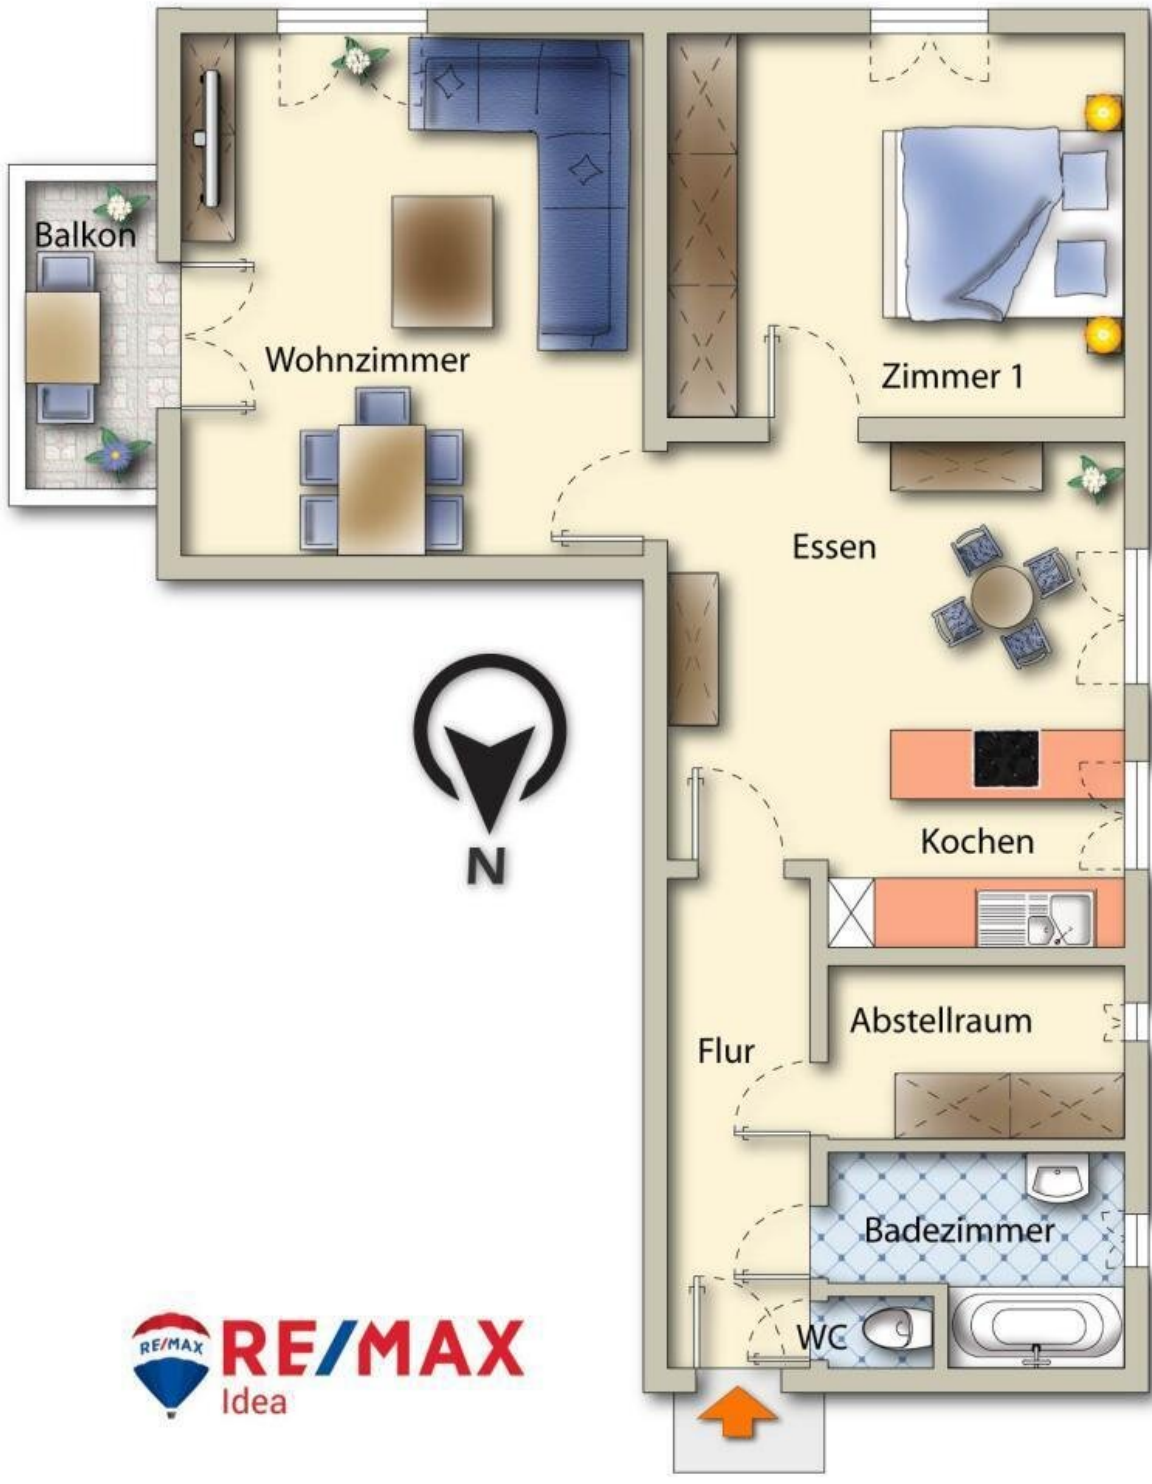 Balkon
Wohnzimmer
Zimmer 1
Essen
N
Kochen
Abstellraum
Flur
Badezimmer
WC
RE/MAX
RE/MAX
Idea